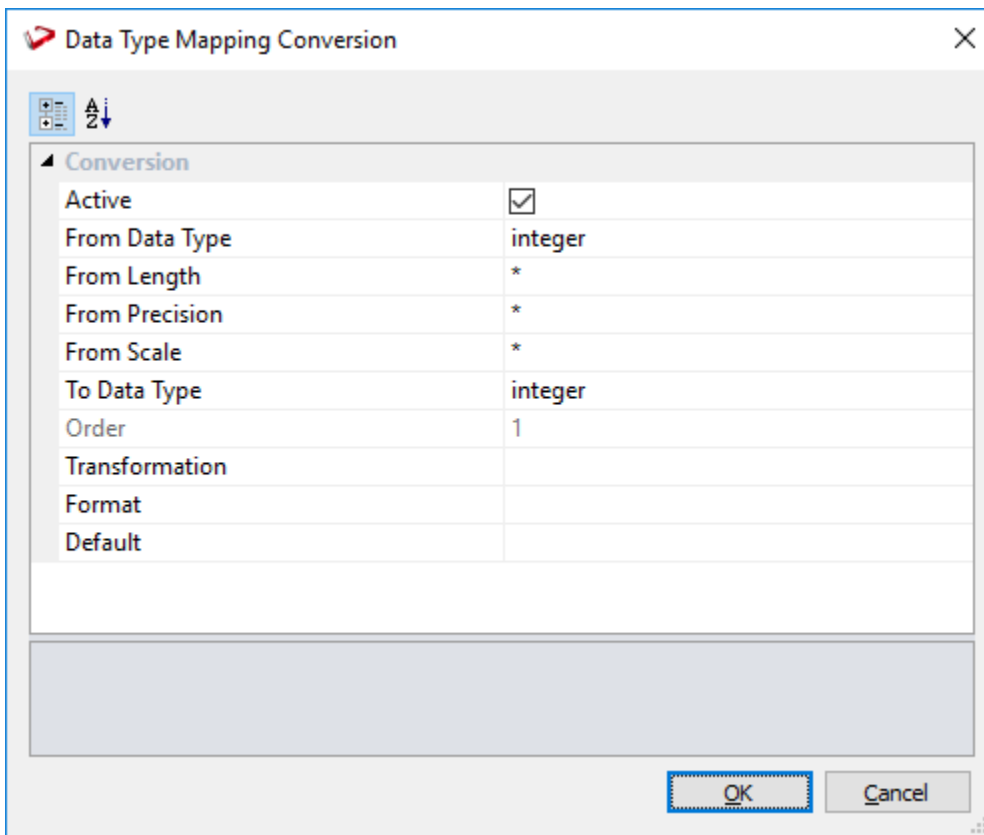 Data Type Mapping Conversion
A
Z
Conversion
Active
From Data Type integer
From Length *
From Precision *
From Scale *
To Data Type integer
Order 1
Transformation
Format
Default
OK Cancel